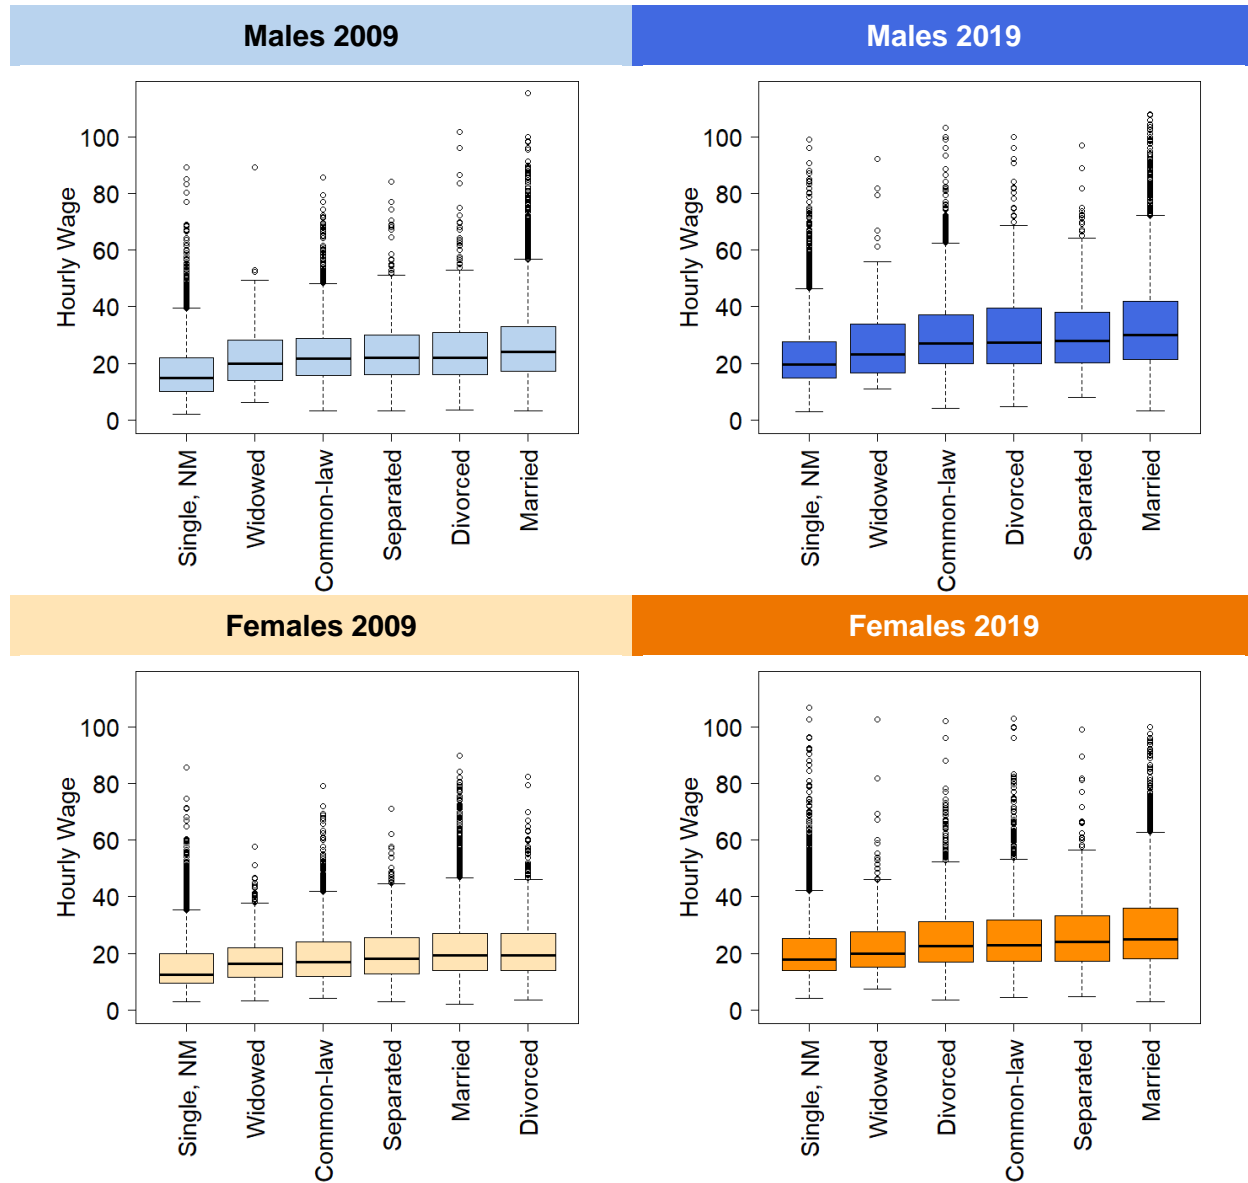 Males 2009
Males 2019
Hourly Wage
100
80
60
40
20
0
Single, NM
Widowed
Common-law
Separated
Divorced
Married
Hourly Wage
100
80
60
40
20
0
Single, NM
Widowed
Common-law
Divorced
Separated
Married
Females 2009
Females 2019
Hourly Wage
100
80
60
40
20
0
Single, NM
Widowed
Common-law
Separated
Married
Divorced
Hourly Wage
100
80
60
40
20
0
Single, NM
Widowed
Divorced
Common-law
Separated
Married